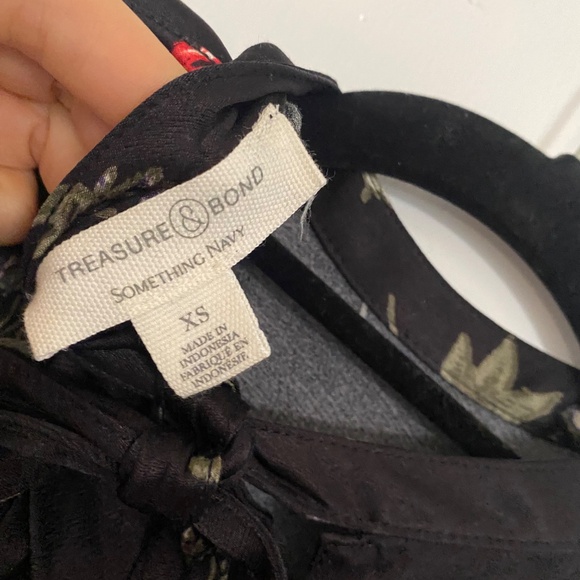 TREASURE & BOND
SOMETHING NAVY
XS
MADE IN
INDONESIA
FABRIQUÉ EN
INDONÉSIE